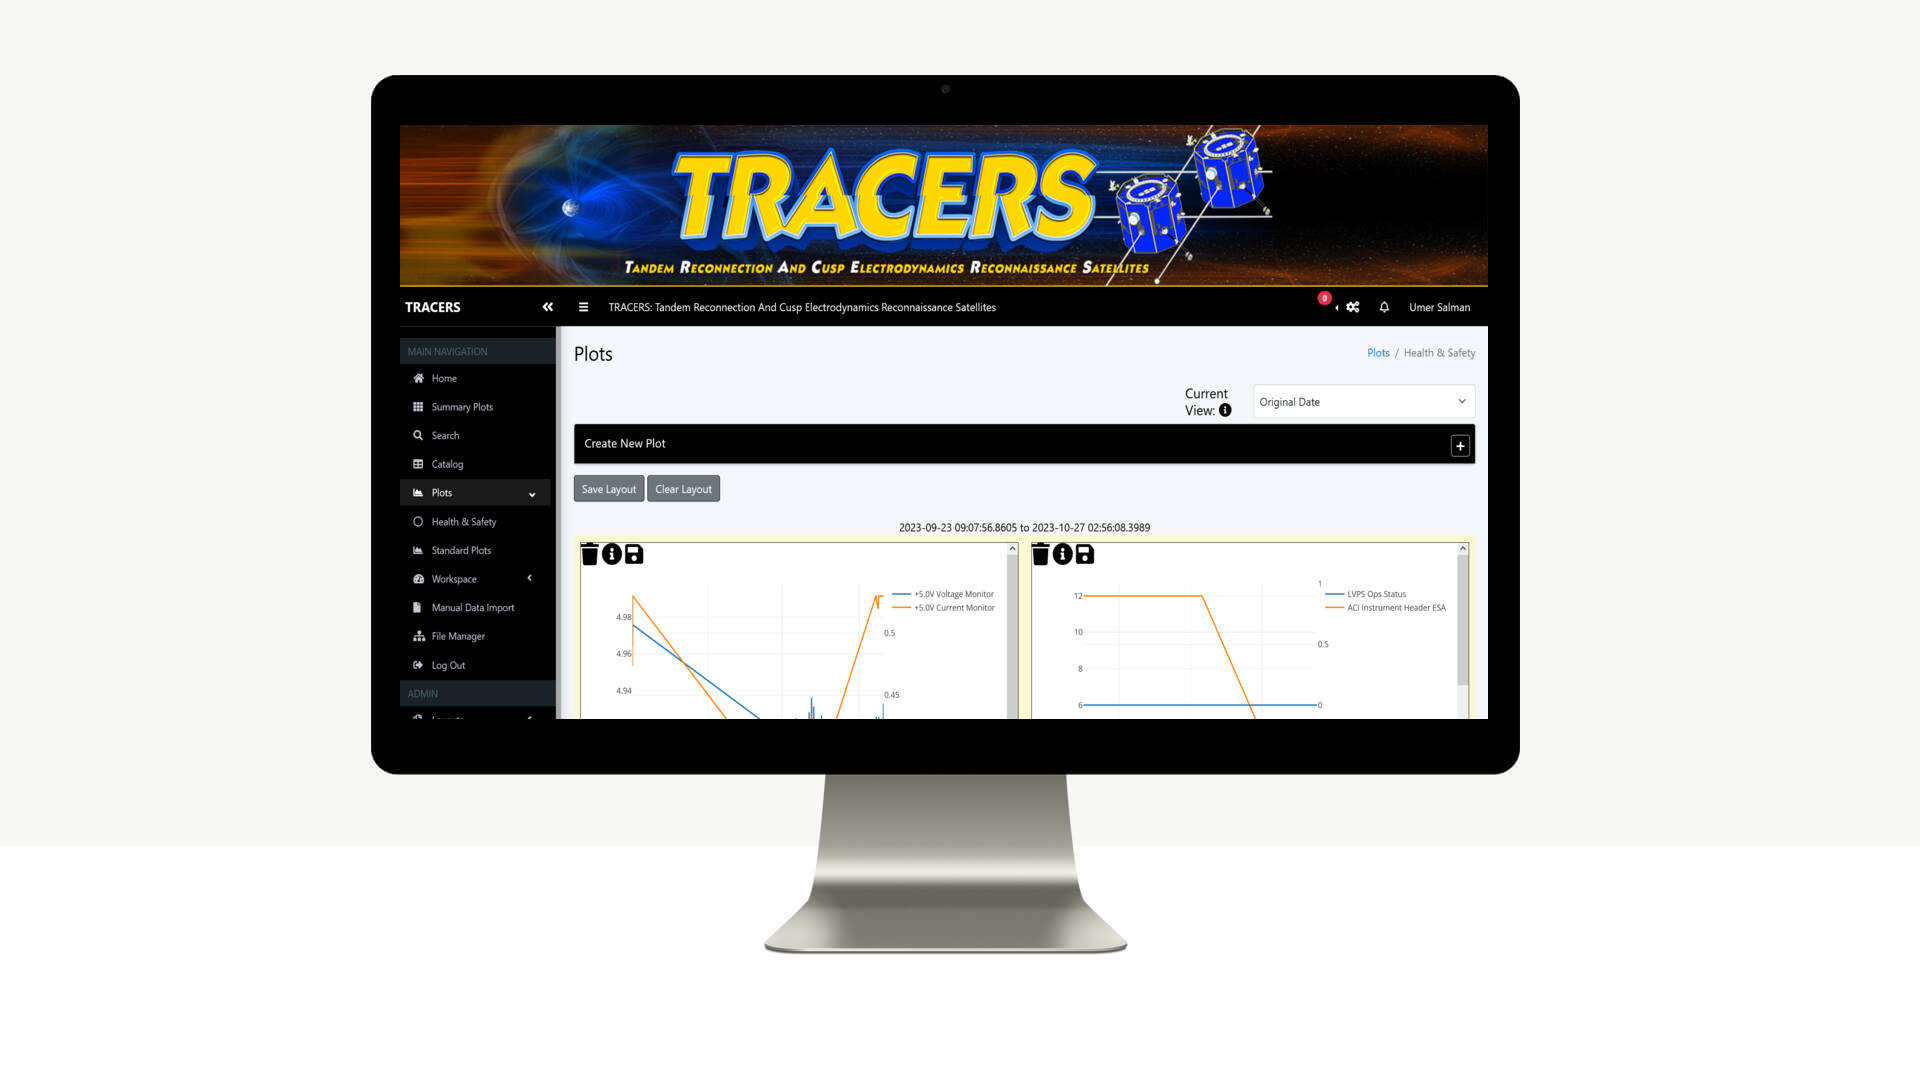 TRACERS
TANDEM RECONNECTION AND CUSP ELECTRODYNAMICS RECONNAISSANCE SATELLITES
TRACERS
TRACERS: Tandem Reconnection And Cusp Electrodynamics Reconnaissance Satellites
0
Umer Salman
MAIN NAVIGATION
Home
Summary Plots
Search
Catalog
Plots
Health & Safety
Standard Plots
Workspace
Manual Data Import
File Manager
Log Out
ADMIN
Plots
Plots / Health & Safety
Current
View:
Original Date
Create New Plot
+
Save Layout
Clear Layout
2023-09-23 09:07:56.8605 to 2023-10-27 02:56:08.3989
+5.0V Voltage Monitor
+5.0V Current Monitor
4.98
4.96
4.94
0.5
0.45
LVPS Ops Status
ACI Instrument Header ESA
12
10
8
6
1
0.5
0